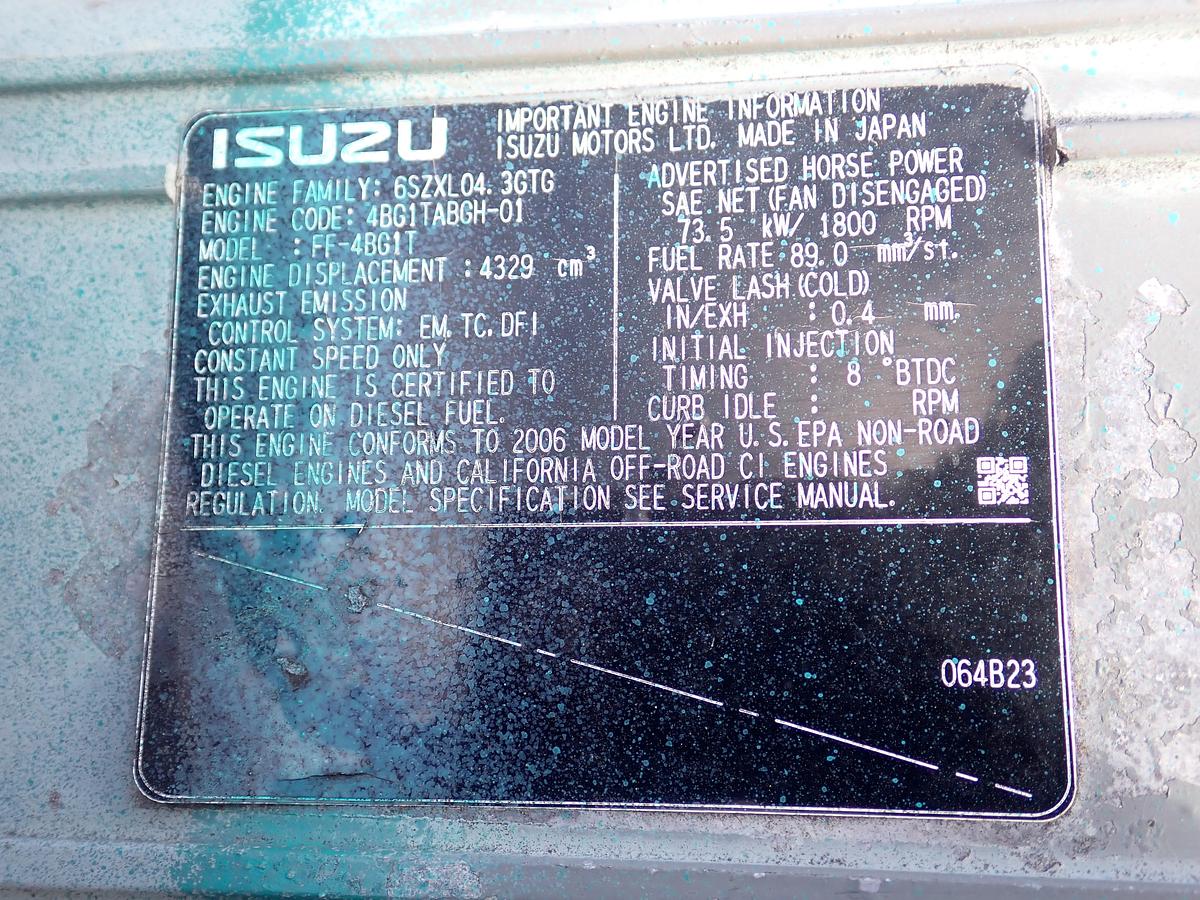 ISUZU
IMPORTANT ENGINE INFORMATION
ISUZU MOTORS LTD. MADE IN JAPAN
ENGINE FAMILY: 6SZXL04.3GTG
ENGINE CODE: 4BG1TABGH-01
MODEL : FF-4BG1T
ENGINE DISPLACEMENT : 4329 cm³
EXHAUST EMISSION
CONTROL SYSTEM: EM.TC.DFI
CONSTANT SPEED ONLY
THIS ENGINE IS CERTIFIED TO
OPERATE ON DIESEL FUEL.
ADVERTISED HORSE POWER
SAE NET(FAN DISENGAGED)
73.5 kW/ 1800 RPM
FUEL RATE 89.0 mm³/st.
VALVE LASH(COLD)
IN/EXH : 0.4 mm.
INITIAL INJECTION
TIMING : 8 °BTDC
CURB IDLE : RPM
THIS ENGINE CONFORMS TO 2006 MODEL YEAR U.S.EPA NON-ROAD
DIESEL ENGINES AND CALIFORNIA OFF-ROAD CI ENGINES
REGULATION. MODEL SPECIFICATION SEE SERVICE MANUAL.
064B23